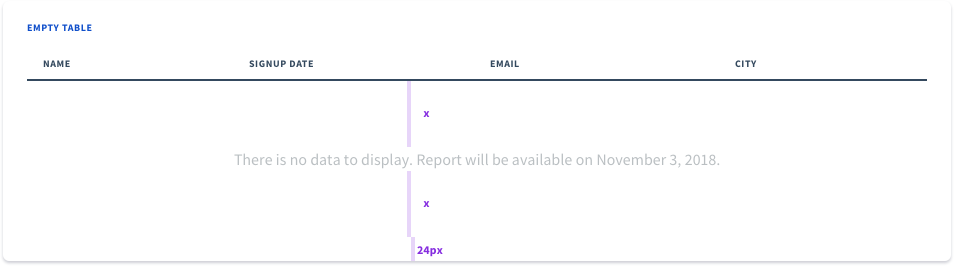 EMPTY TABLE
NAME SIGNUP DATE EMAIL CITY
x
There is no data to display. Report will be available on November 3, 2018.
x
24px